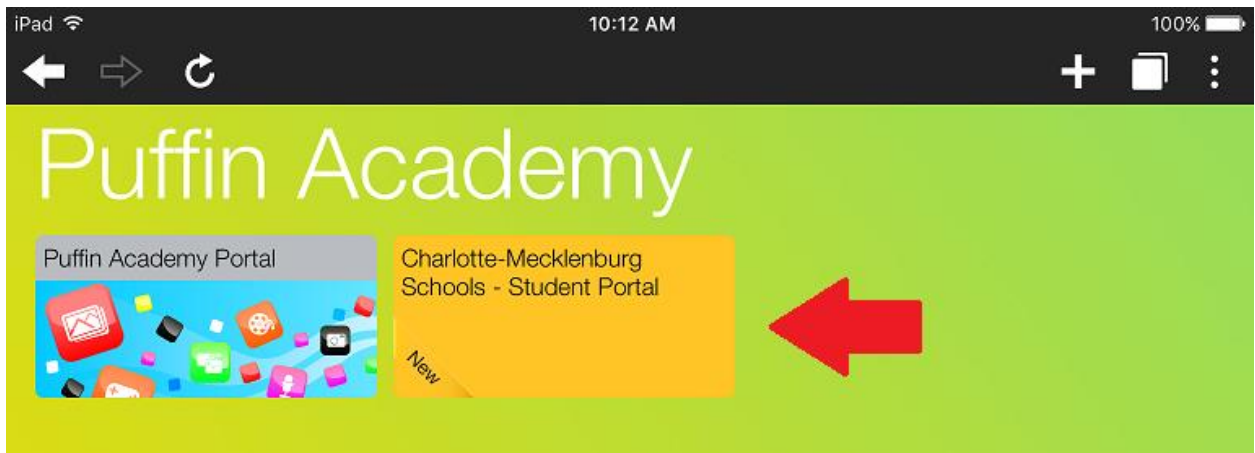 iPad 10:12 AM 100%
Puffin Academy
Puffin Academy Portal
Charlotte-Mecklenburg
Schools - Student Portal
New